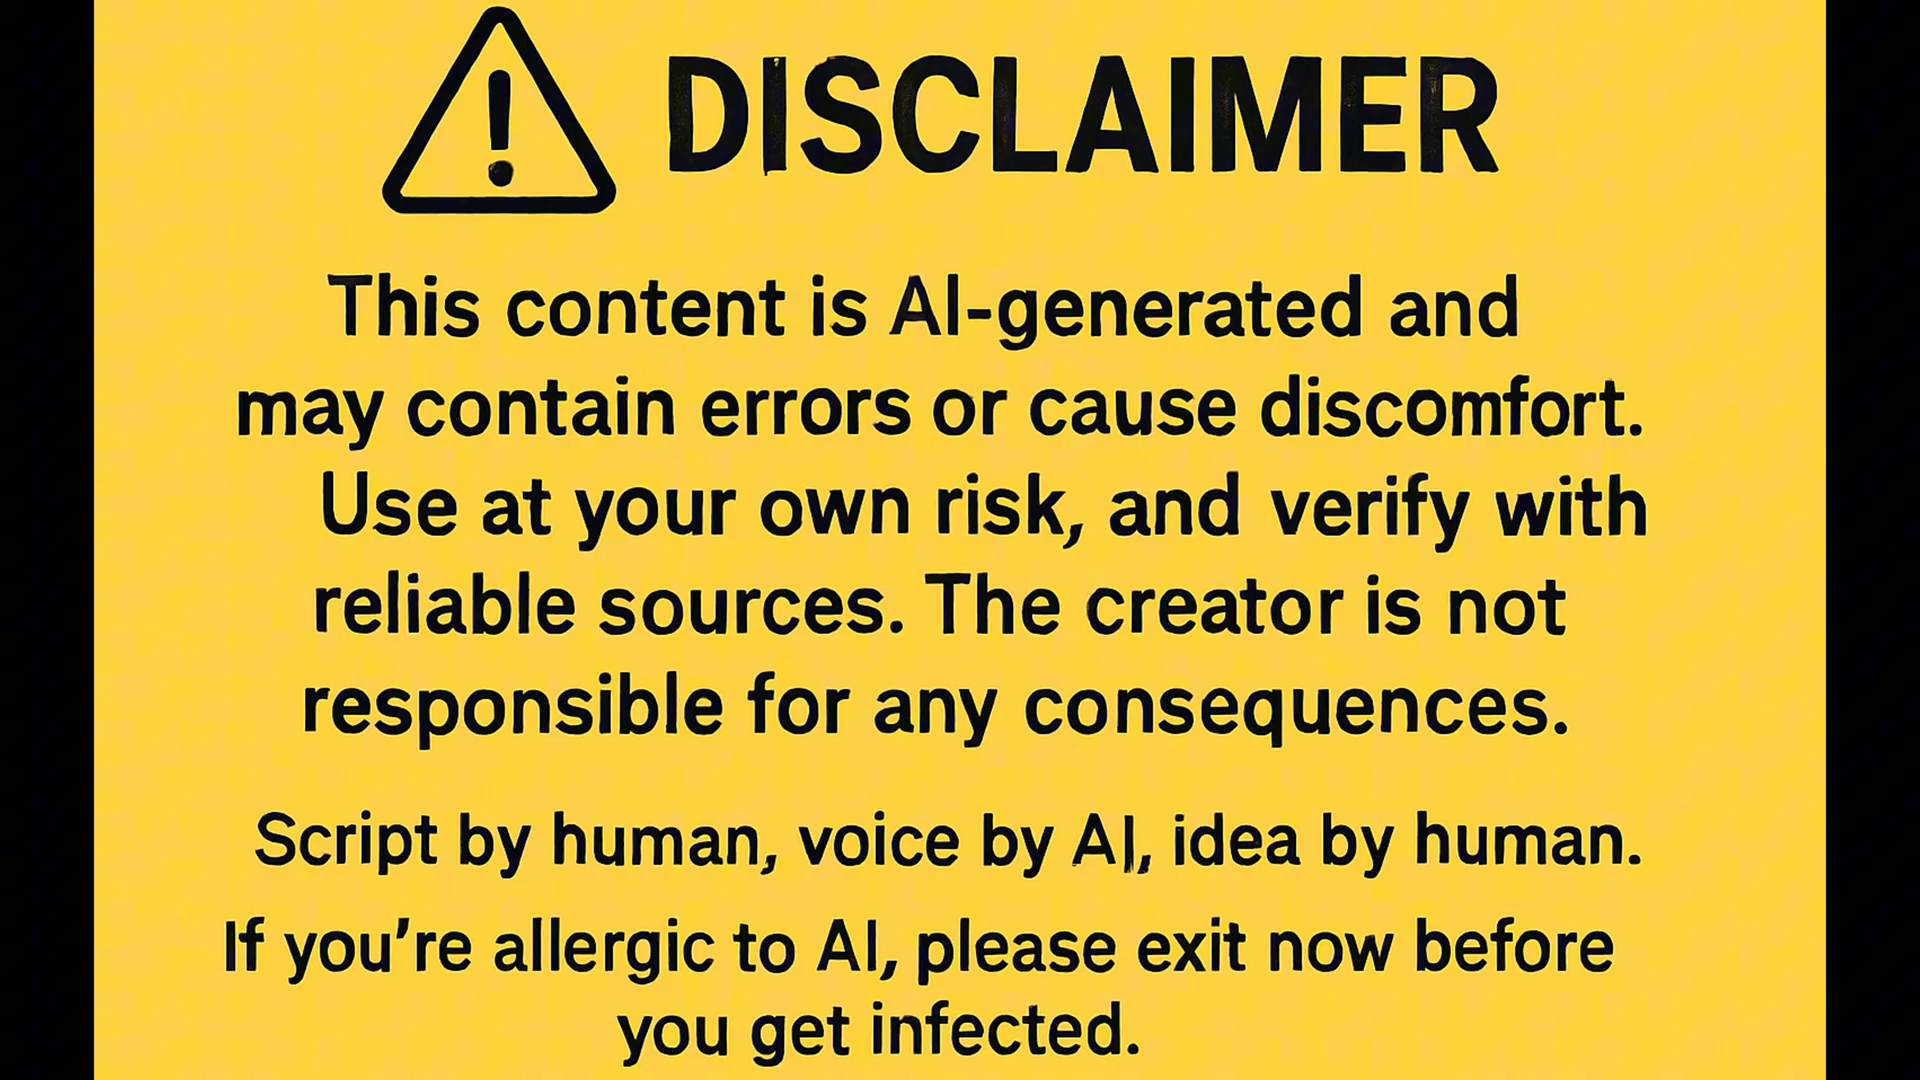 DISCLAIMER
This content is AI-generated and
may contain errors or cause discomfort.
Use at your own risk, and verify with
reliable sources. The creator is not
responsible for any consequences.
Script by human, voice by AI, idea by human.
If you’re allergic to AI, please exit now before
you get infected.